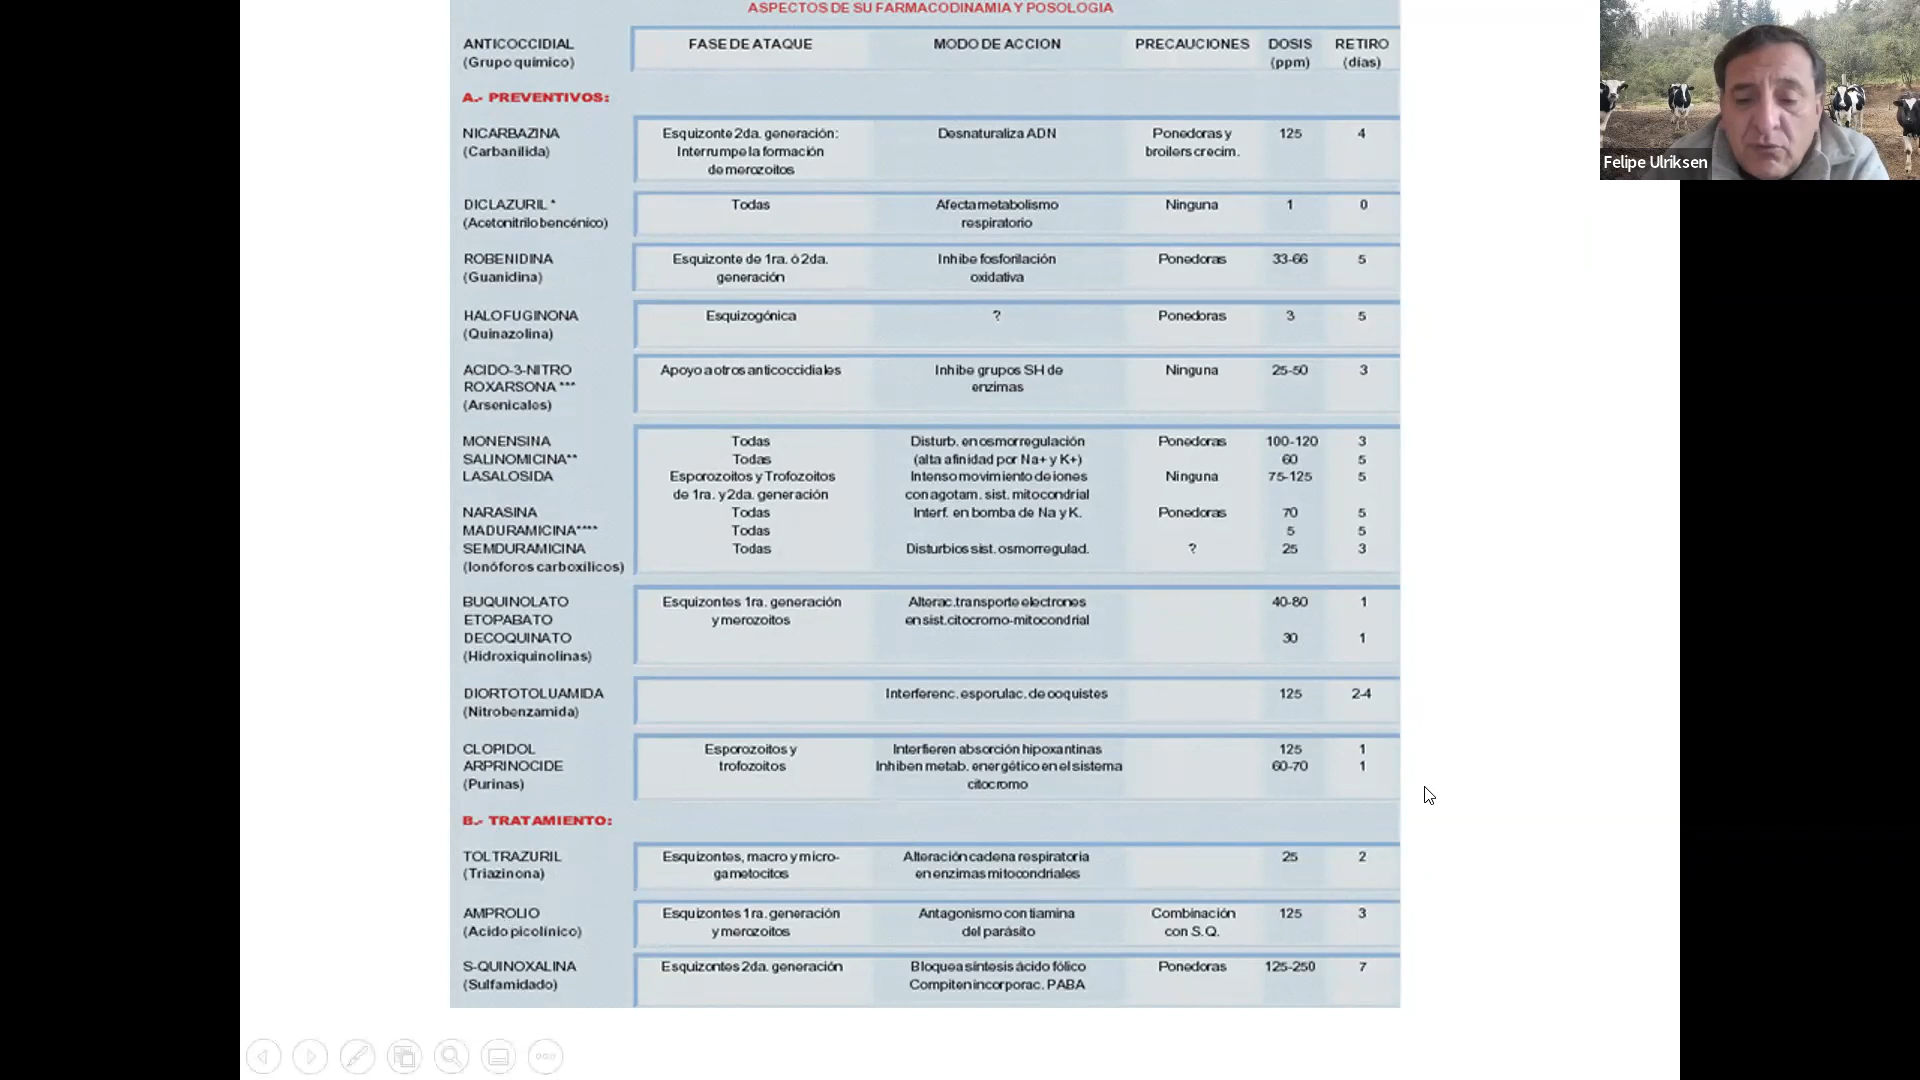 ASPECTOS DE SU FARMACODINAMIA Y POSOLOGIA
ANTICOCCIDIAL FASE DE ATAQUE MODO DE ACCION PRECAUCIONES DOSIS RETIRO
(Grupo químico) (ppm) (días)
A.- PREVENTIVOS:
NICARBAZINA Esquizonte 2da. generación: Desnaturaliza ADN Ponedoras y 125 4
(Carbanilida) Interrumpe la formación broilers crecim.
de merozoitos
DICLAZURIL * Todas Afecta metabolismo Ninguna 1 0
(Acetonitrilo bencénico) respiratorio
ROBENIDINA Esquizonte de 1ra. ó 2da. Inhibe fosforilación Ponedoras 33-66 5
(Guanidina) generación oxidativa
HALOFUGINONA Esquizogónica ? Ponedoras 3 5
(Quinazolina)
ACIDO-3-NITRO Apoyo a otros anticoccidiales Inhibe grupos SH de Ninguna 25-50 3
ROXARSONA *** enzimas
(Arsenicales)
MONENSINA Todas Disturb. en osmorregulación Ponedoras 100-120 3
SALINOMICINA** Todas (alta afinidad por Na+ y K+) 60 5
LASALOSIDA Esporozoitos y Trofozoitos Intenso movimiento de iones Ninguna 75-125 5
de 1ra. y 2da. generación con agotam. sist. mitocondrial
NARASINA Todas Interf. en bomba de Na y K. Ponedoras 70 5
MADURAMICINA**** Todas 5 5
SEMDURAMICINA Todas Disturbios sist. osmorregulad. ? 25 3
(Ionóforos carboxílicos)
BUQUINOLATO Esquizontes 1ra. generación Alterac.transporte electrones 40-80 1
ETOPABATO y merozoitos en sist.citocromo-mitocondrial
DECOQUINATO 30 1
(Hidroxiquinolinas)
DIORTOTOLUAMIDA Interferenc. esporulac. de ooquistes 125 2-4
(Nitrobenzamida)
CLOPIDOL Esporozoitos y Interfieren absorción hipoxantinas 125 1
ARPRINOCIDE trofozoitos Inhiben metab. energético en el sistema 60-70 1
(Purinas) citocromo
B.- TRATAMIENTO:
TOLTRAZURIL Esquizontes, macro y micro- Alteración cadena respiratoria 25 2
(Triazinona) gametocitos en enzimas mitocondriales
AMPROLIO Esquizontes 1ra. generación Antagonismo con tiamina Combinación 125 3
(Acido picolínico) y merozoitos del parásito con S.Q.
S-QUINOXALINA Esquizontes 2da. generación Bloquea síntesis ácido fólico Ponedoras 125-250 7
(Sulfamidado) Compiten incorporac. PABA
Felipe Ulriksen